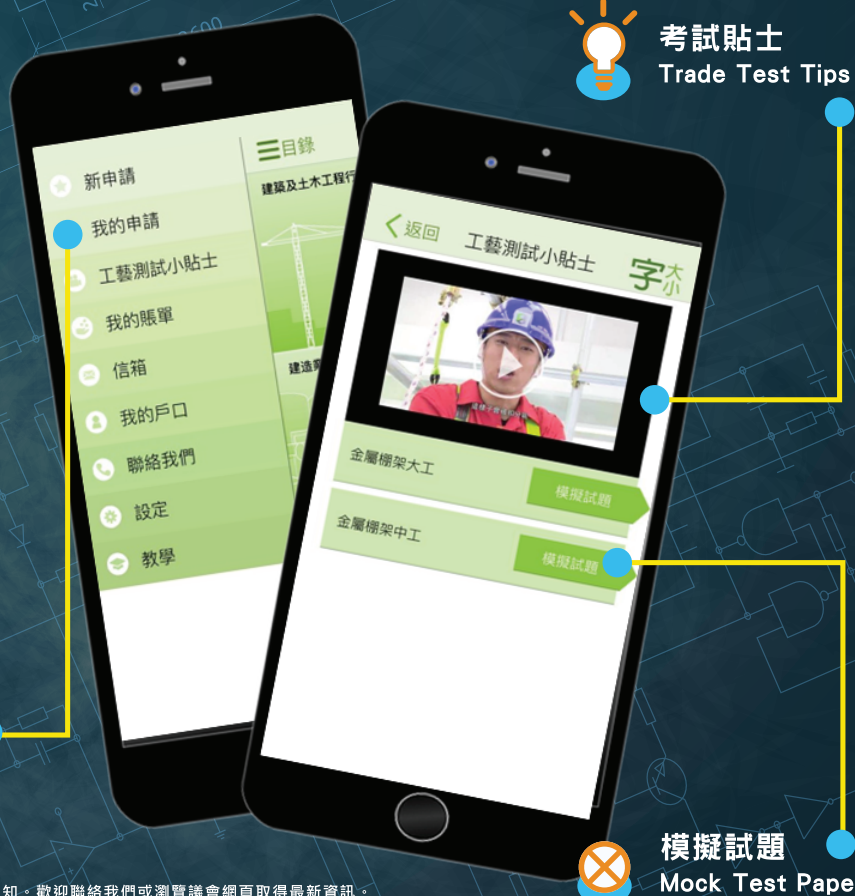 考試貼士
Trade Test Tips
新申請
我的申請
工藝測試小貼士
我的賬單
信箱
我的戶口
聯絡我們
設定
教學
目錄
建築及土木工程行
建造業
返回
工藝測試小貼士
字大小
金屬棚架大工
模擬試題
金屬棚架中工
模擬試題
模擬試題
Mock Test Pape
知。歡迎聯絡我們或瀏覽議會網頁取得最新資訊。